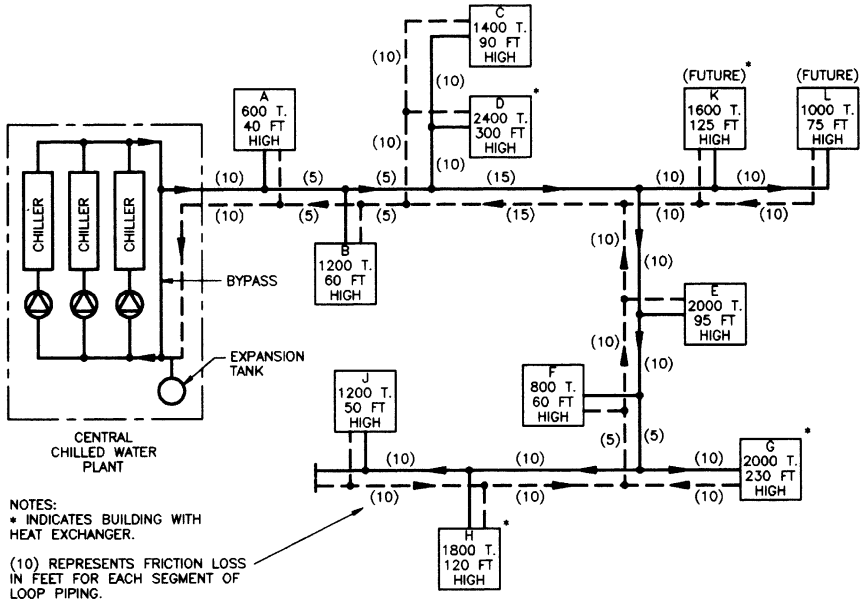 C
1400 T.
90 FT
HIGH
(10)
(10)
D *
2400 T.
300 FT
HIGH
(10)
(10)
A
600 T.
40 FT
HIGH
(FUTURE) *
K
1600 T.
125 FT
HIGH
(FUTURE)
L
1000 T.
75 FT
HIGH
(10) (5) (5) (15) (10) (10)
(10) (5) (5) (15) (10) (10)
CHILLER
CHILLER
CHILLER
B
1200 T.
60 FT
HIGH
(10)
(10)
BYPASS
E
2000 T.
95 FT
HIGH
(10)
(10)
EXPANSION
TANK
J
1200 T.
50 FT
HIGH
F
800 T.
60 FT
HIGH
(5) (5)
CENTRAL
CHILLED WATER
PLANT
(10) (10) (10)
(10) (10) (10)
G *
2000 T.
230 FT
HIGH
H *
1800 T.
120 FT
HIGH
NOTES:
* INDICATES BUILDING WITH
HEAT EXCHANGER.
(10) REPRESENTS FRICTION LOSS
IN FEET FOR EACH SEGMENT OF
LOOP PIPING.